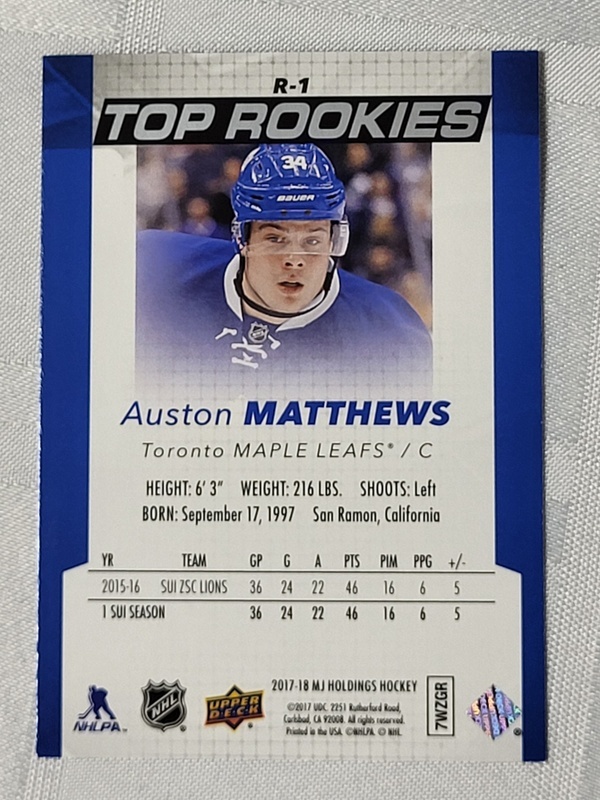 R-1
TOP ROOKIES
34
BAUER
Auston MATTHEWS
Toronto MAPLE LEAFS® / C
HEIGHT: 6' 3" WEIGHT: 216 LBS. SHOOTS: Left
BORN: September 17, 1997 San Ramon, California
YR TEAM GP G A PTS PIM PPG +/-
2015-16 SUI ZSC LIONS 36 24 22 46 16 6 5
1 SUI SEASON 36 24 22 46 16 6 5
2017-18 MJ HOLDINGS HOCKEY
©2017 UDC. 2251 Rutherford Road,
Carlsbad, CA 92008. All rights reserved.
Printed in the USA. ©NHLPA. © NHL.
7WZGR
NHLPA™
NHL
UPPER
DECK
®